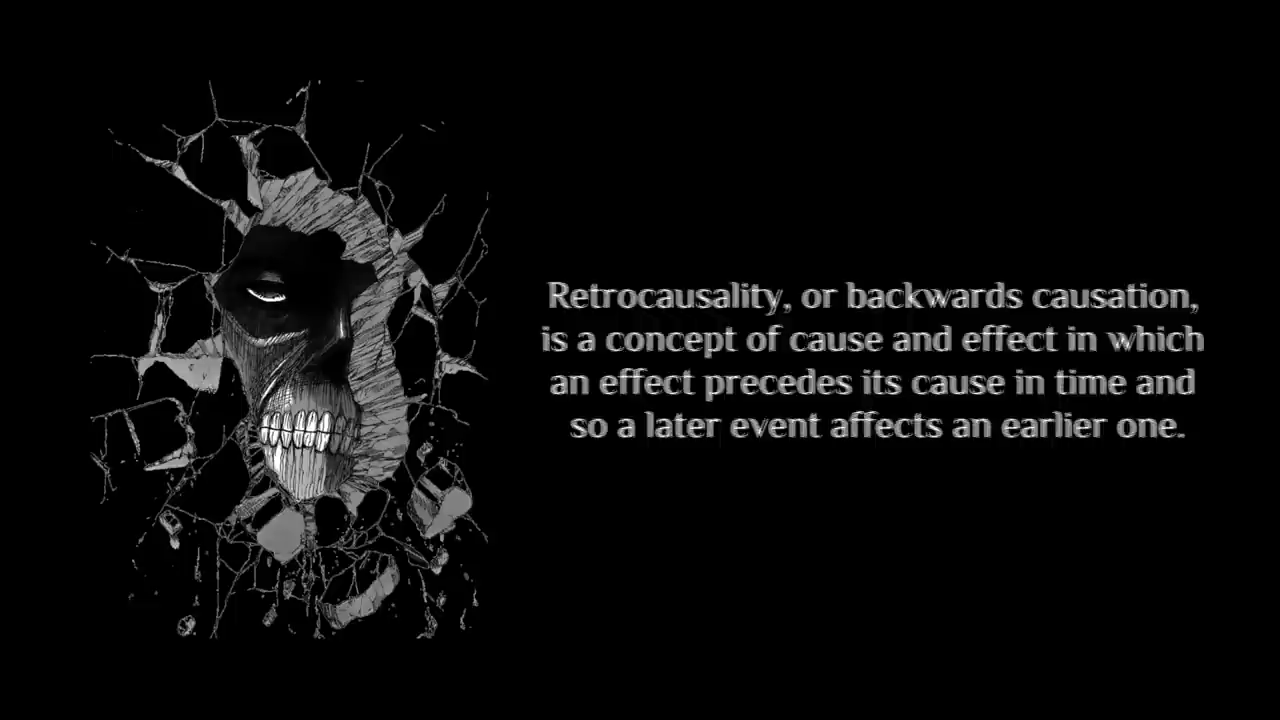 Retrocausality, or backwards causation,
is a concept of cause and effect in which
an effect precedes its cause in time and
so a later event affects an earlier one.